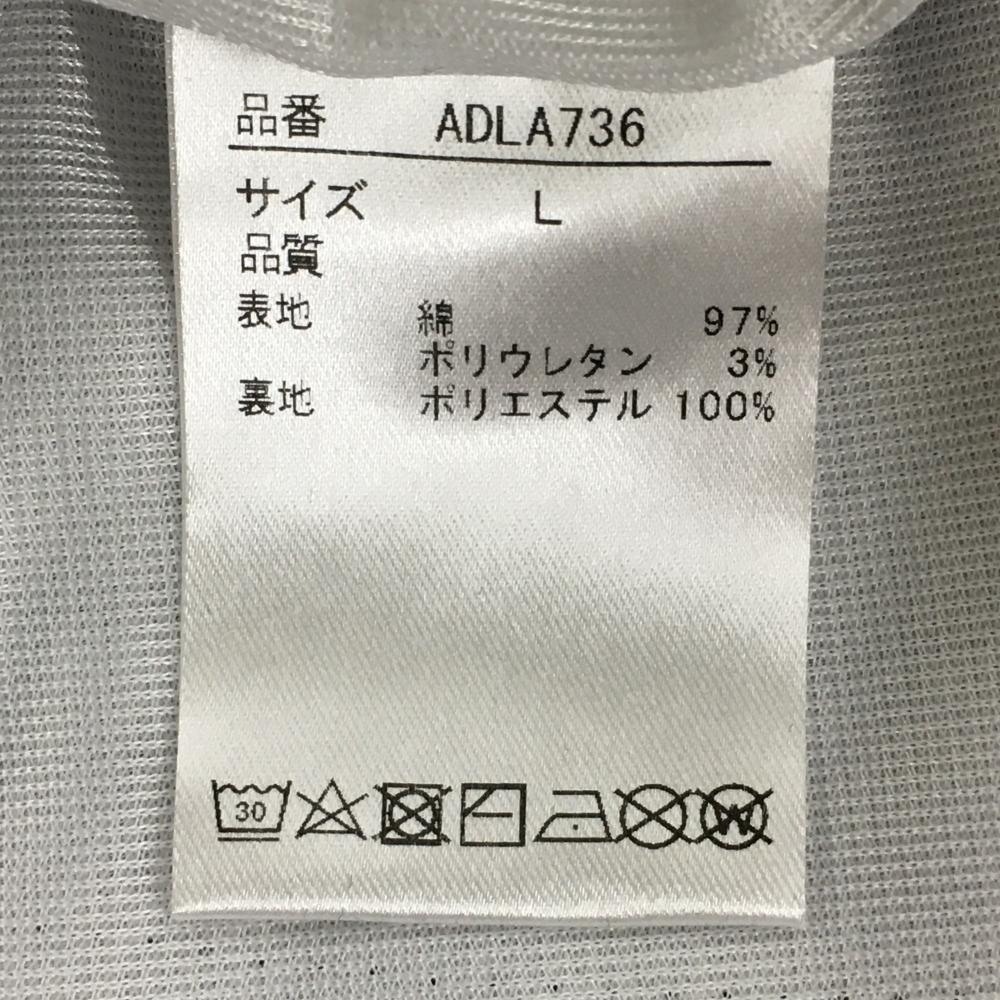 品番 ADLA736
サイズ L
品質
表地 綿 97%
ポリウレタン 3%
裏地 ポリエステル 100%
30 W